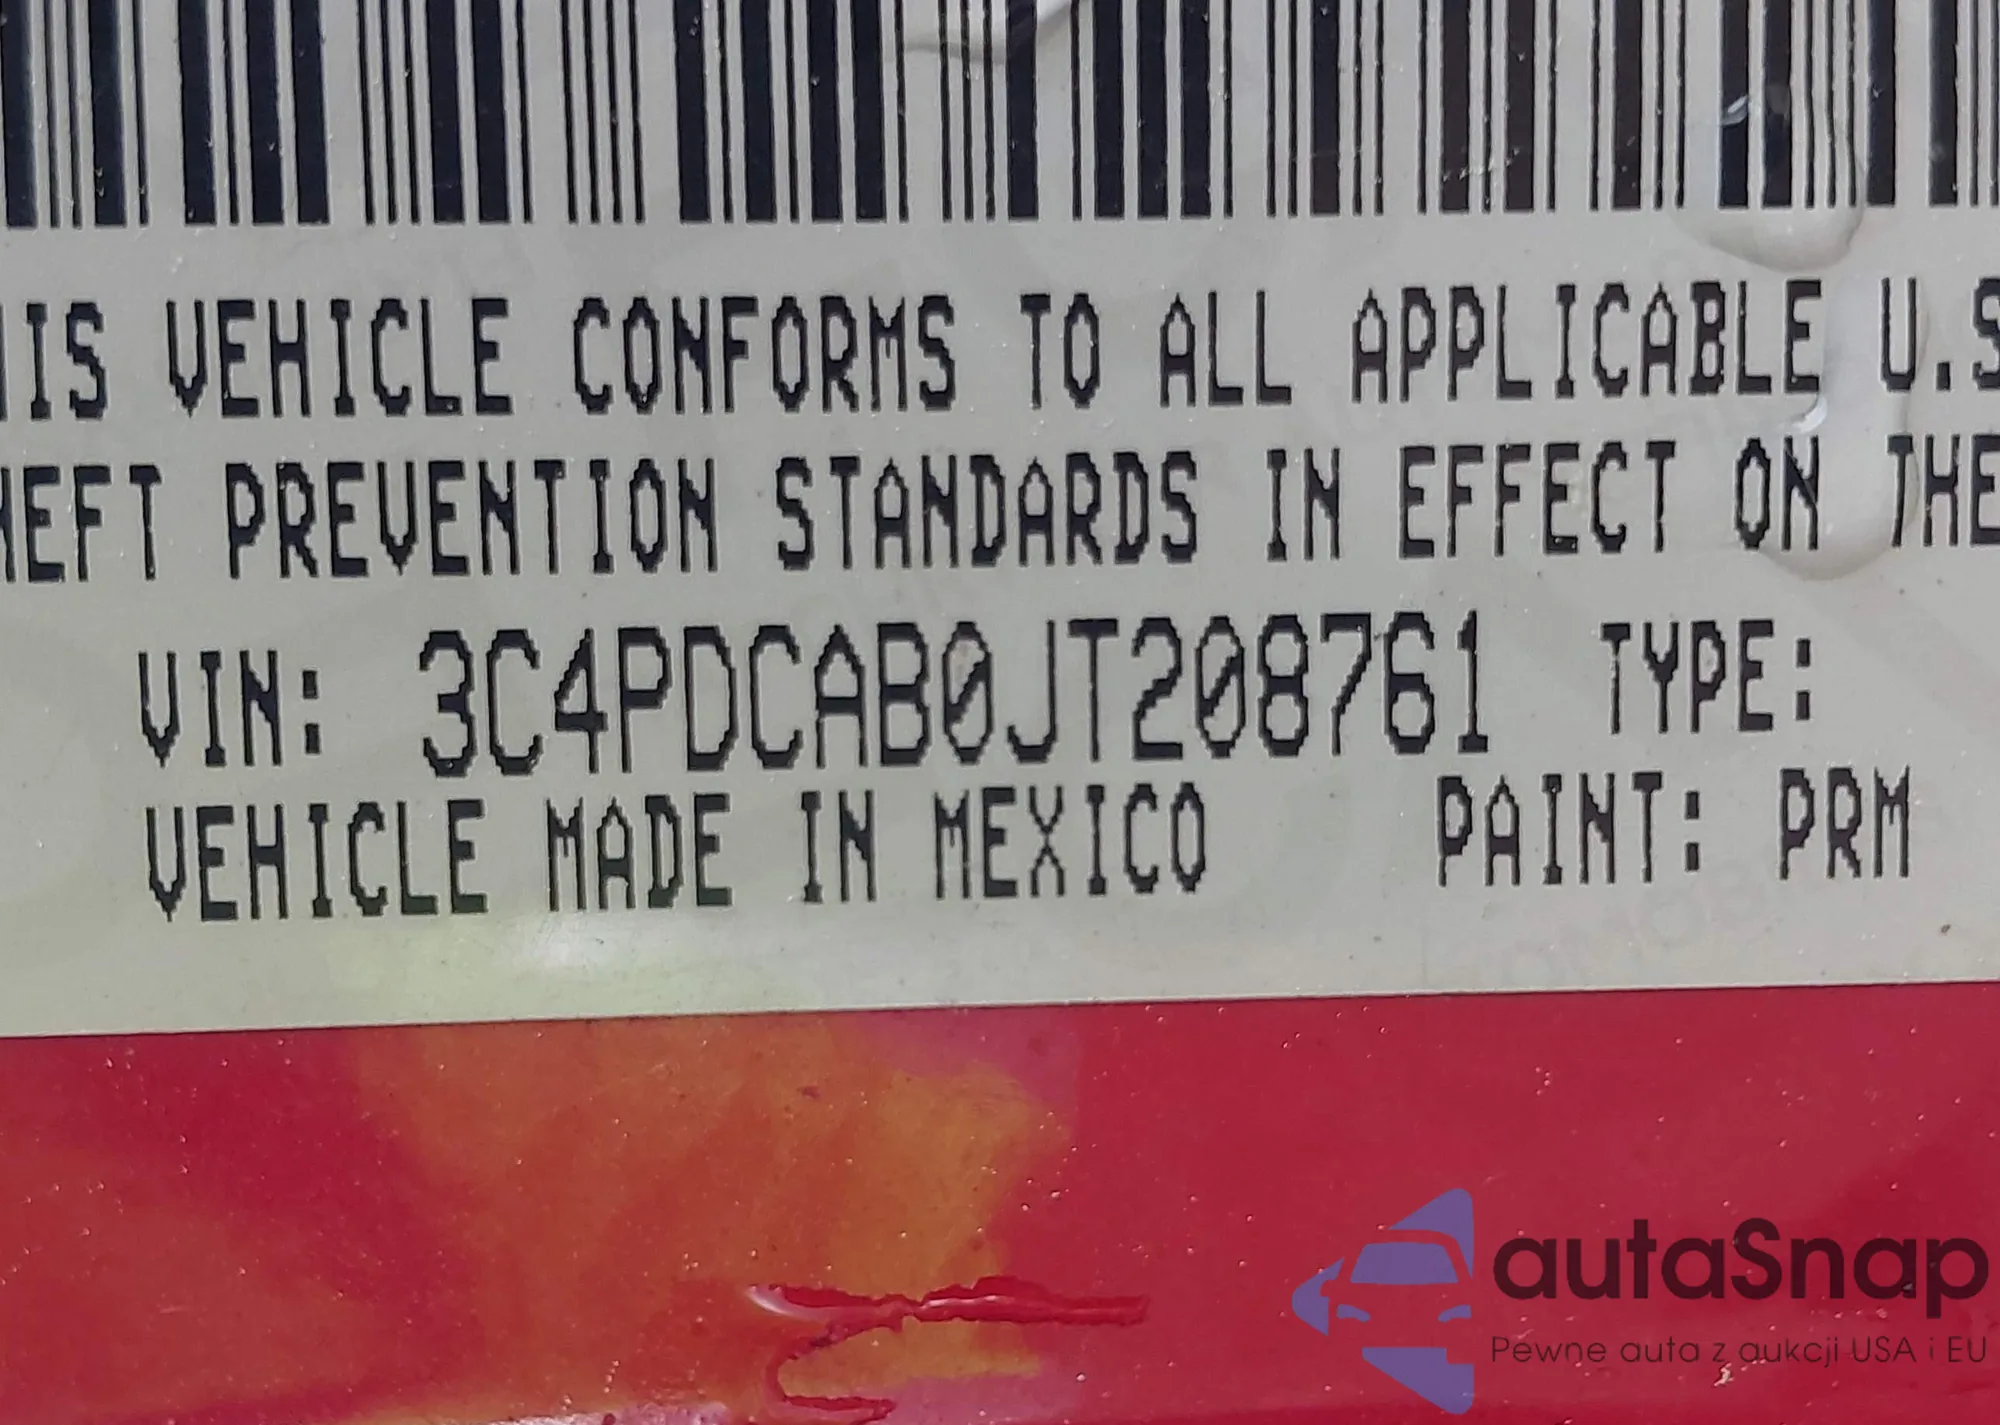 HIS VEHICLE CONFORMS TO ALL APPLICABLE U.S
HEFT PREVENTION STANDARDS IN EFFECT ON THE
VIN: 3C4PDCAB0JT208761 TYPE:
VEHICLE MADE IN MEXICO PAINT: PRM
autaSnap
Pewne auta z aukcji USA i EU